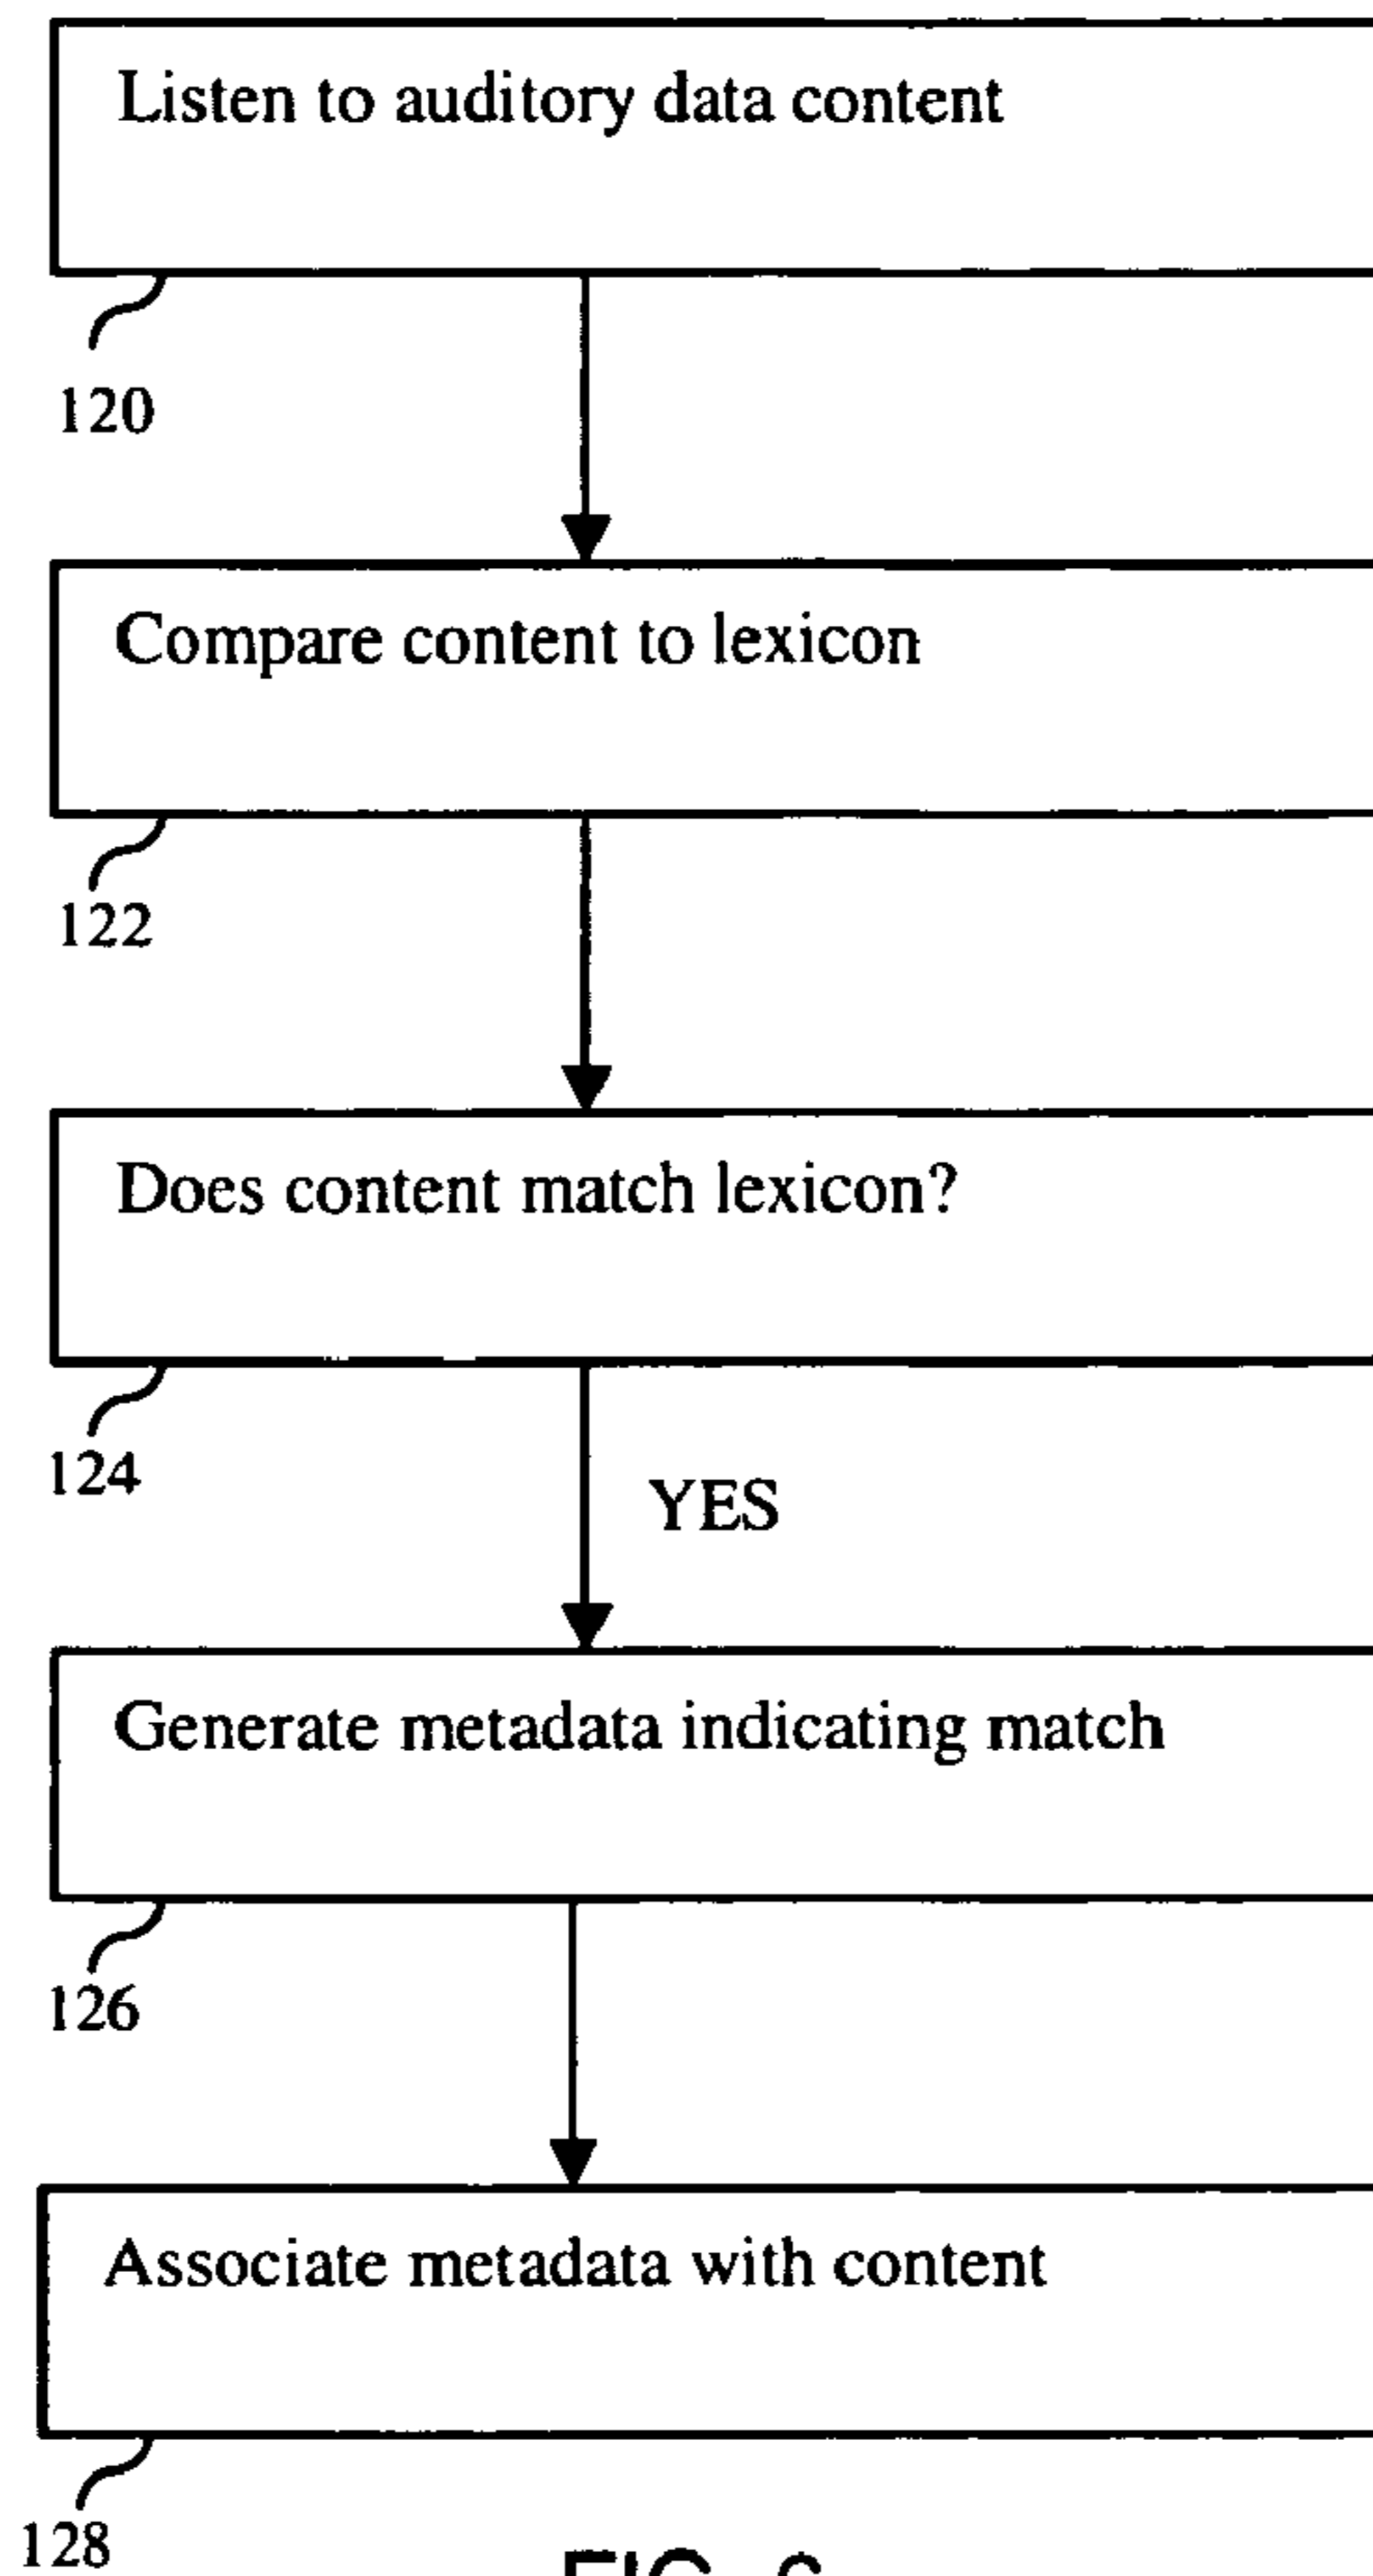 Listen to auditory data content
120
Compare content to lexicon
122
Does content match lexicon?
124
YES
Generate metadata indicating match
126
Associate metadata with content
128
FIG.